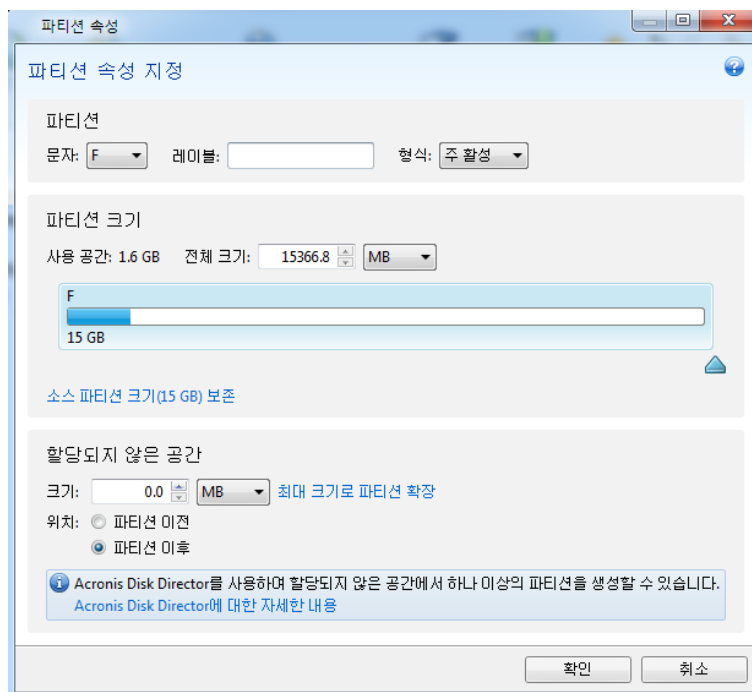 파티션 속성
파티션 속성 지정
파티션
문자: F 레이블: 형식: 주 활성
파티션 크기
사용 공간: 1.6 GB 전체 크기: 15366.8 MB
F
15 GB
소스 파티션 크기(15 GB) 보존
할당되지 않은 공간
크기: 0.0 MB 최대 크기로 파티션 확장
위치: 파티션 이전
파티션 이후
Acronis Disk Director를 사용하여 할당되지 않은 공간에서 하나 이상의 파티션을 생성할 수 있습니다.
Acronis Disk Director에 대한 자세한 내용
확인 취소